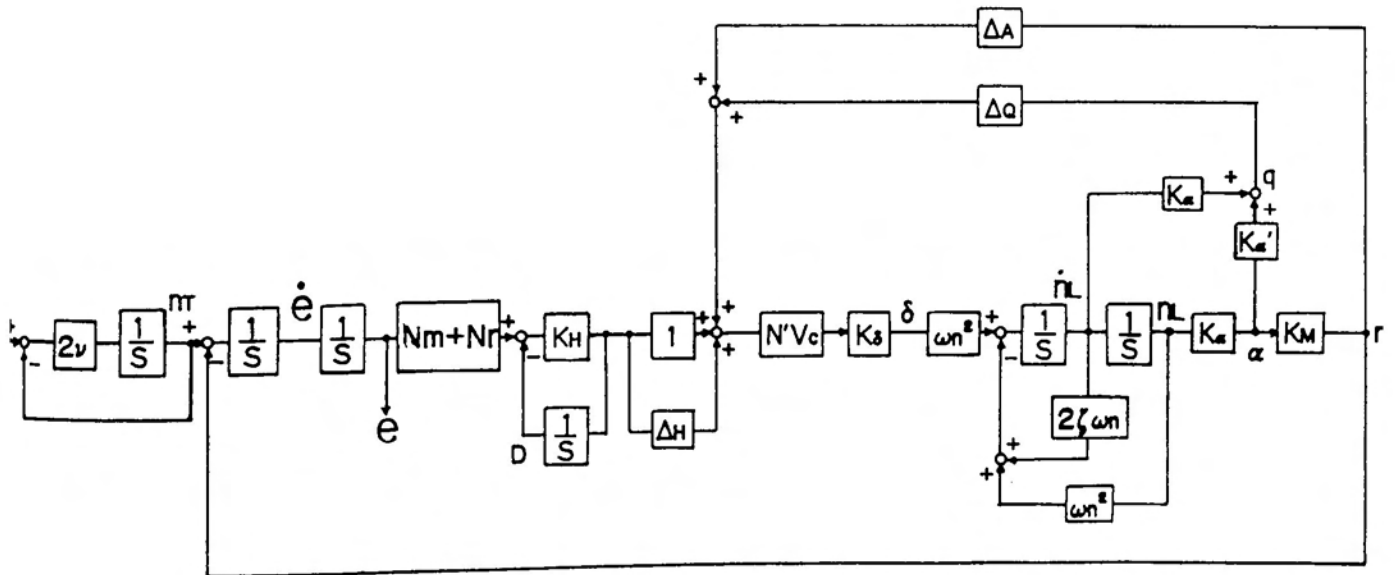 ΔA
+
+
ΔQ
+
q
+
Kα
+
Kα'
ṅL
nL
δ
+
+
-
2ν
1/S
m
+
-
1/S
ė
1/S
Nm+Nr
+
-
KH
1
+
+
+
N'Vc
Kδ
ωn²
+
-
1/S
1/S
Kα
α
KM
r
e
D
1/S
ΔH
2ζωn
+
+
ωn²